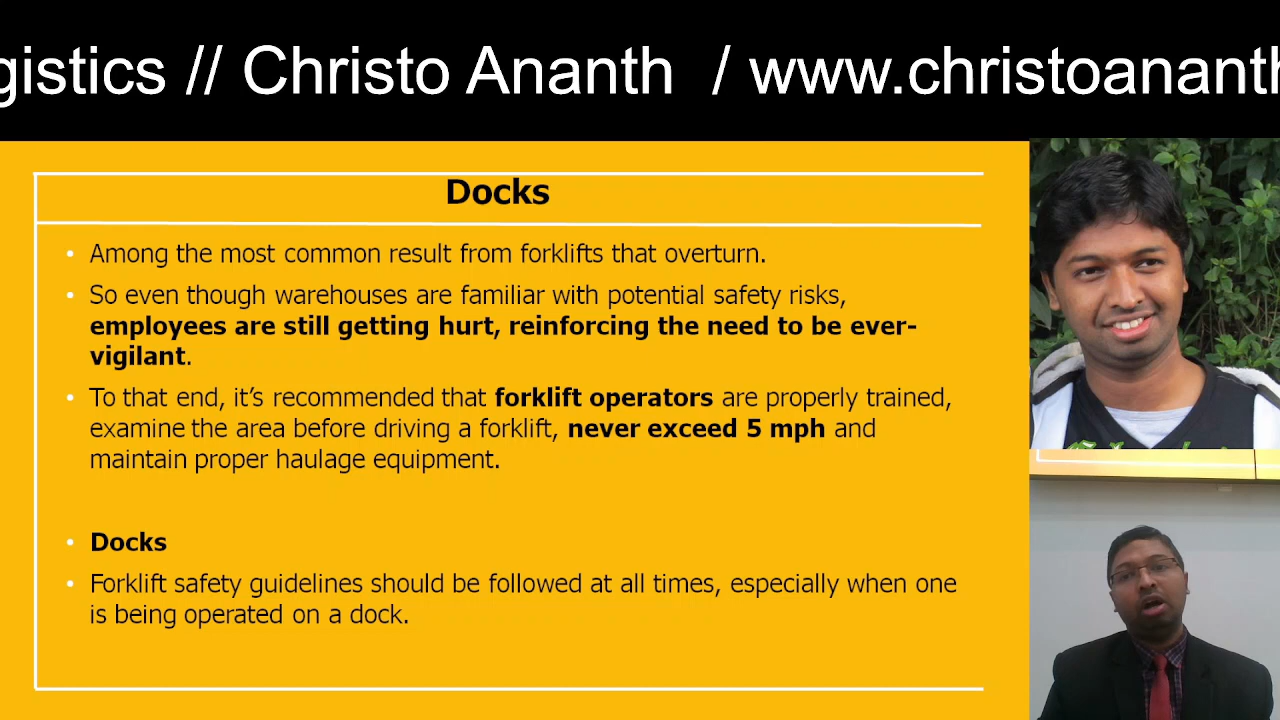 gistics // Christo Ananth / www.christoananth
Docks
• Among the most common result from forklifts that overturn.
• So even though warehouses are familiar with potential safety risks,
employees are still getting hurt, reinforcing the need to be ever-
vigilant.
• To that end, it’s recommended that forklift operators are properly trained,
examine the area before driving a forklift, never exceed 5 mph and
maintain proper haulage equipment.
• Docks
• Forklift safety guidelines should be followed at all times, especially when one
is being operated on a dock.